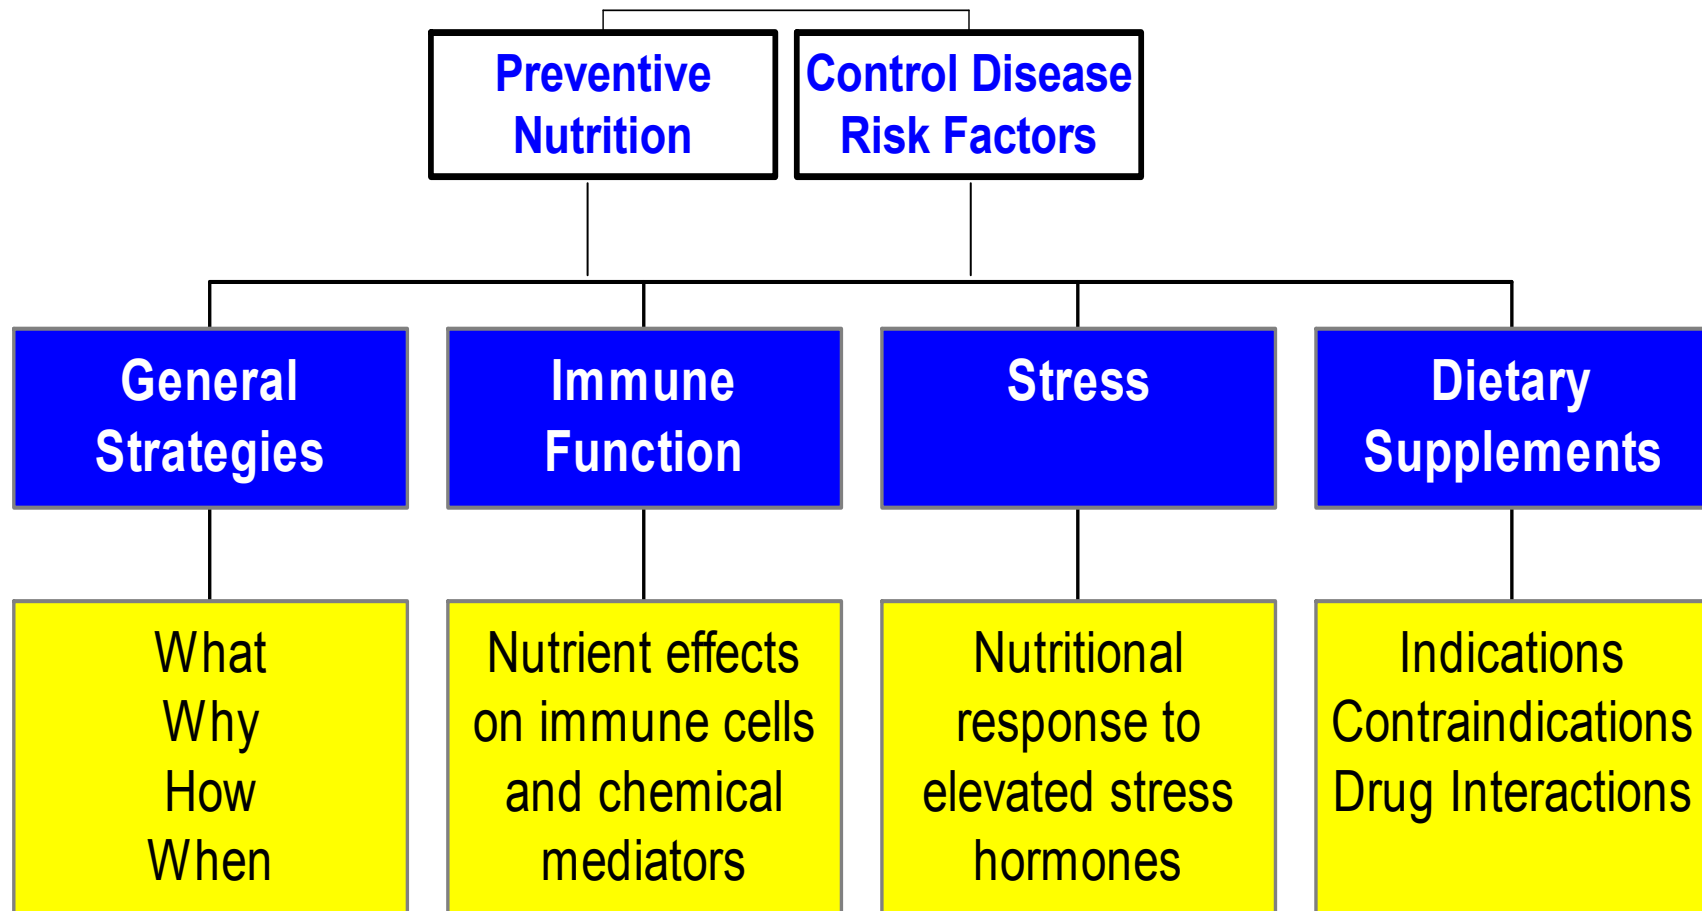 Preventive
Nutrition
Control Disease
Risk Factors
General
Strategies
Immune
Function
Stress
Dietary
Supplements
What
Why
How
When
Nutrient effects
on immune cells
and chemical
mediators
Nutritional
response to
elevated stress
hormones
Indications
Contraindications
Drug Interactions